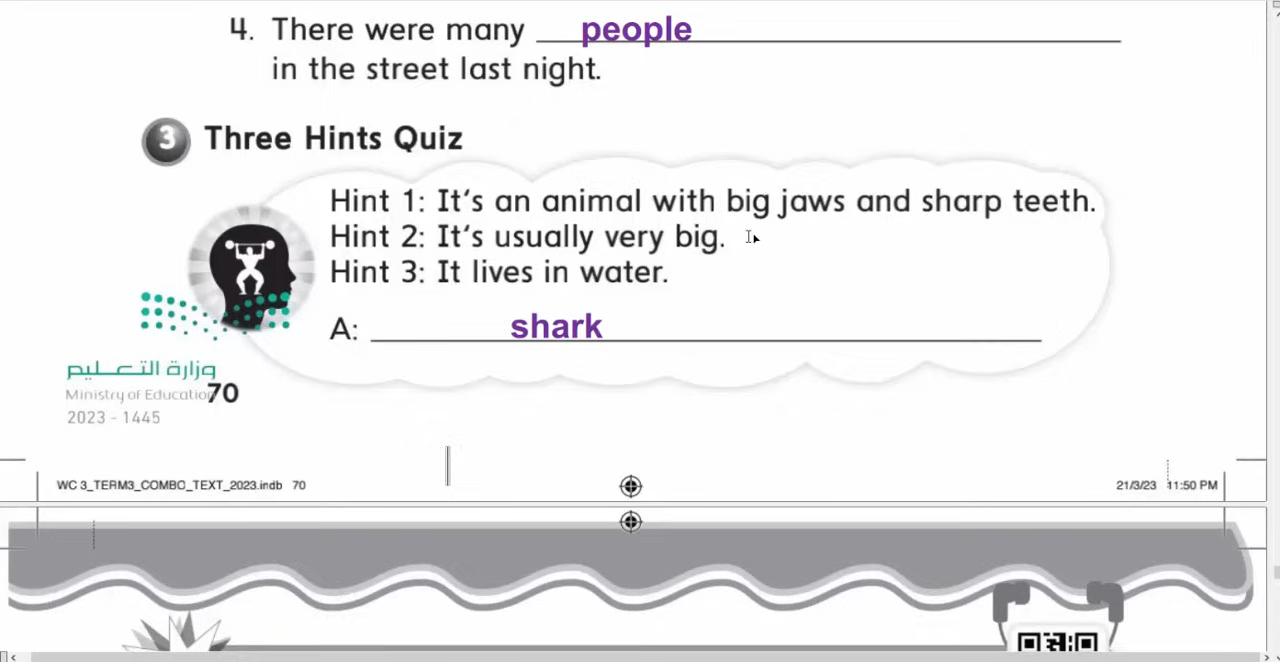 4. There were many people
in the street last night.
3 Three Hints Quiz
Hint 1: It's an animal with big jaws and sharp teeth.
Hint 2: It's usually very big.
Hint 3: It lives in water.
A: shark
وزارة التعليم
Ministry of Education 70
2023 - 1445
WC 3_TERM3_COMBO_TEXT_2023.indb 70
21/3/23 11:50 PM